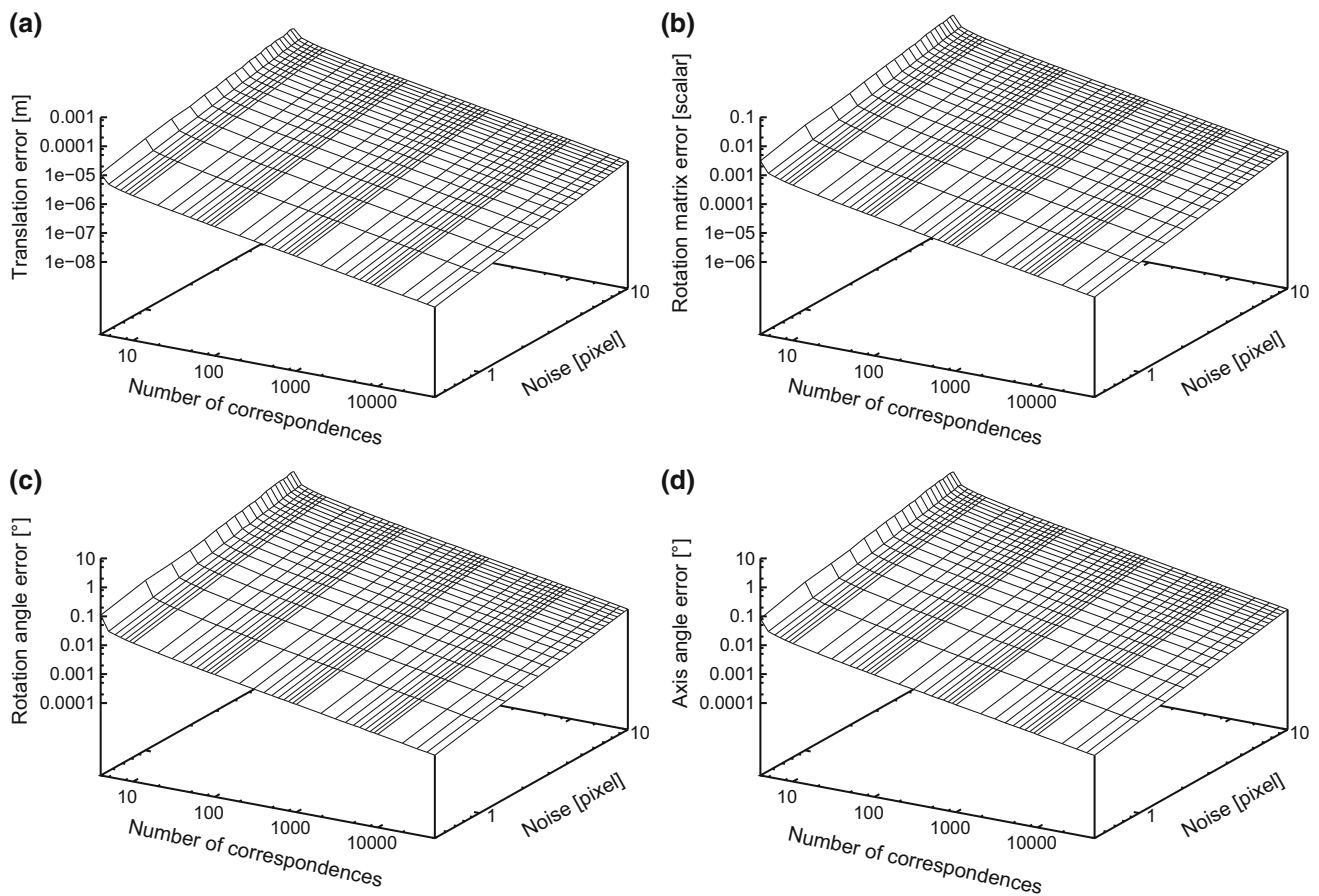 (a)
Translation error [m]
0.001
0.0001
1e−05
1e−06
1e−07
1e−08
10
100
1000
10000
Number of correspondences
1
10
Noise [pixel]
(b)
Rotation matrix error [scalar]
0.1
0.01
0.001
0.0001
1e−05
1e−06
10
100
1000
10000
Number of correspondences
1
10
Noise [pixel]
(c)
Rotation angle error [°]
10
1
0.1
0.01
0.001
0.0001
10
100
1000
10000
Number of correspondences
1
10
Noise [pixel]
(d)
Axis angle error [°]
10
1
0.1
0.01
0.001
0.0001
10
100
1000
10000
Number of correspondences
1
10
Noise [pixel]